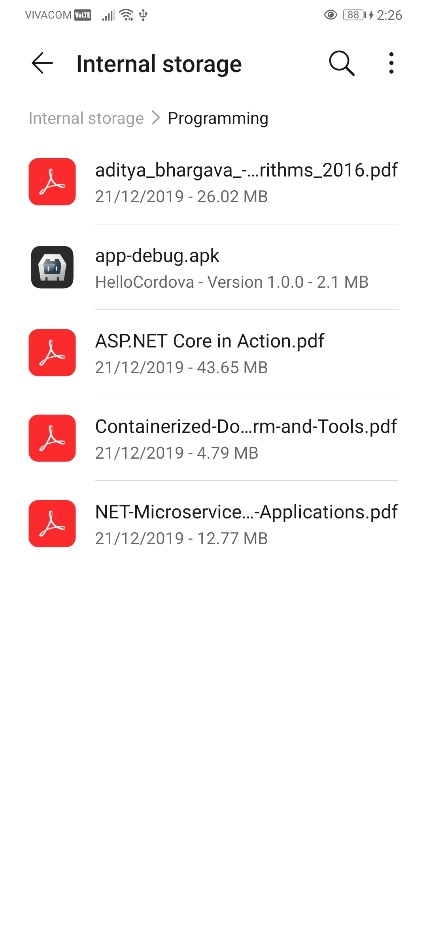 VIVACOM VoLTE 88 2:26
Internal storage
Internal storage > Programming
aditya_bhargava_-...rithms_2016.pdf
21/12/2019 - 26.02 MB
app-debug.apk
HelloCordova - Version 1.0.0 - 2.1 MB
ASP.NET Core in Action.pdf
21/12/2019 - 43.65 MB
Containerized-Do...rm-and-Tools.pdf
21/12/2019 - 4.79 MB
NET-Microservice...-Applications.pdf
21/12/2019 - 12.77 MB